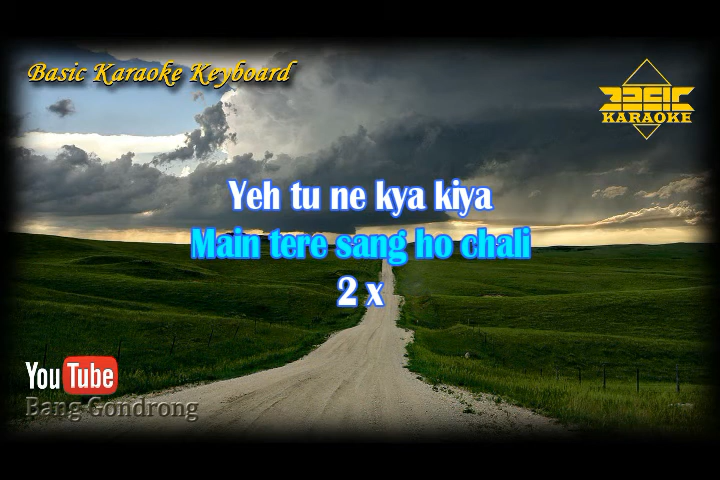 Basic Karaoke Keyboard
BASIC
KARAOKE
Yeh tu ne kya kiya
Main tere sang ho chali
2 x
YouTube
Bang Gondrong